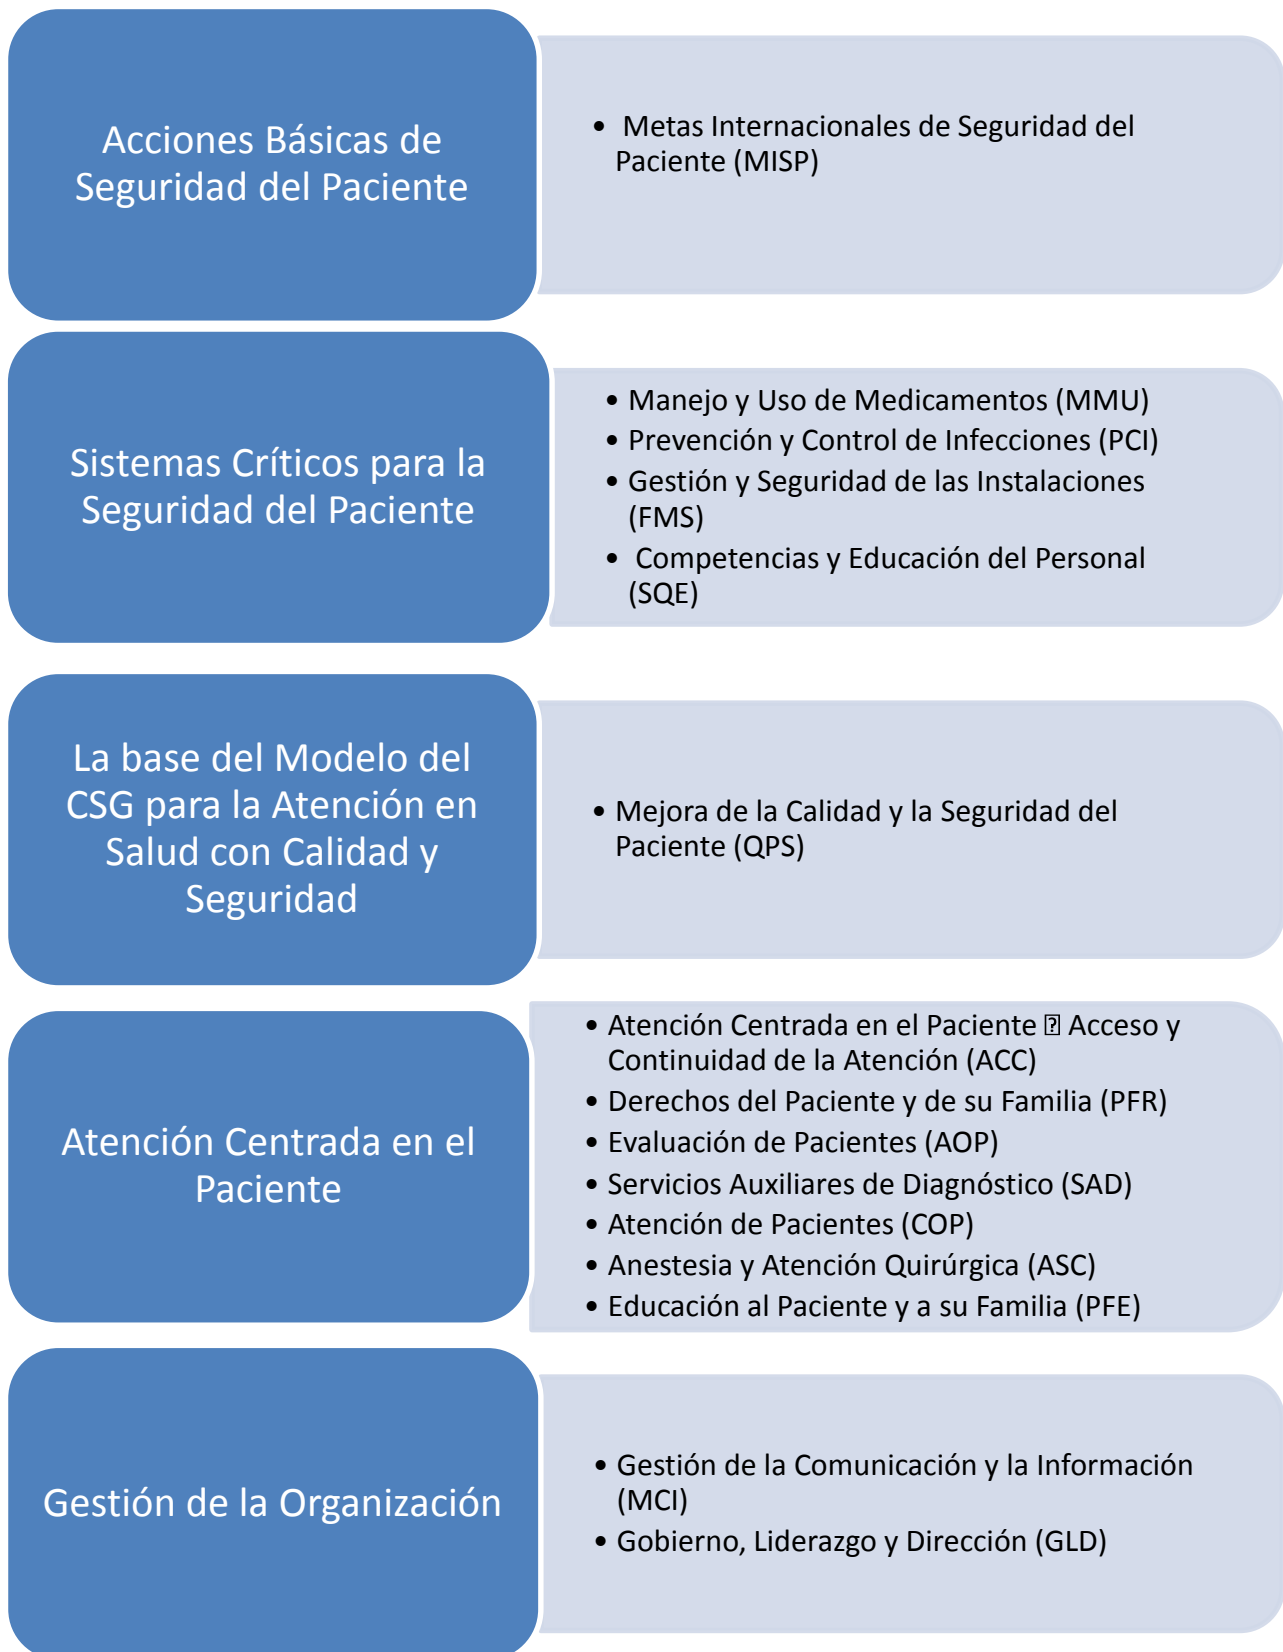 Acciones Básicas de
Seguridad del Paciente
• Metas Internacionales de Seguridad del
Paciente (MISP)
Sistemas Críticos para la
Seguridad del Paciente
• Manejo y Uso de Medicamentos (MMU)
• Prevención y Control de Infecciones (PCI)
• Gestión y Seguridad de las Instalaciones
(FMS)
• Competencias y Educación del Personal
(SQE)
La base del Modelo del
CSG para la Atención en
Salud con Calidad y
Seguridad
• Mejora de la Calidad y la Seguridad del
Paciente (QPS)
Atención Centrada en el
Paciente
• Atención Centrada en el Paciente ⍰ Acceso y
Continuidad de la Atención (ACC)
• Derechos del Paciente y de su Familia (PFR)
• Evaluación de Pacientes (AOP)
• Servicios Auxiliares de Diagnóstico (SAD)
• Atención de Pacientes (COP)
• Anestesia y Atención Quirúrgica (ASC)
• Educación al Paciente y a su Familia (PFE)
Gestión de la Organización
• Gestión de la Comunicación y la Información
(MCI)
• Gobierno, Liderazgo y Dirección (GLD)